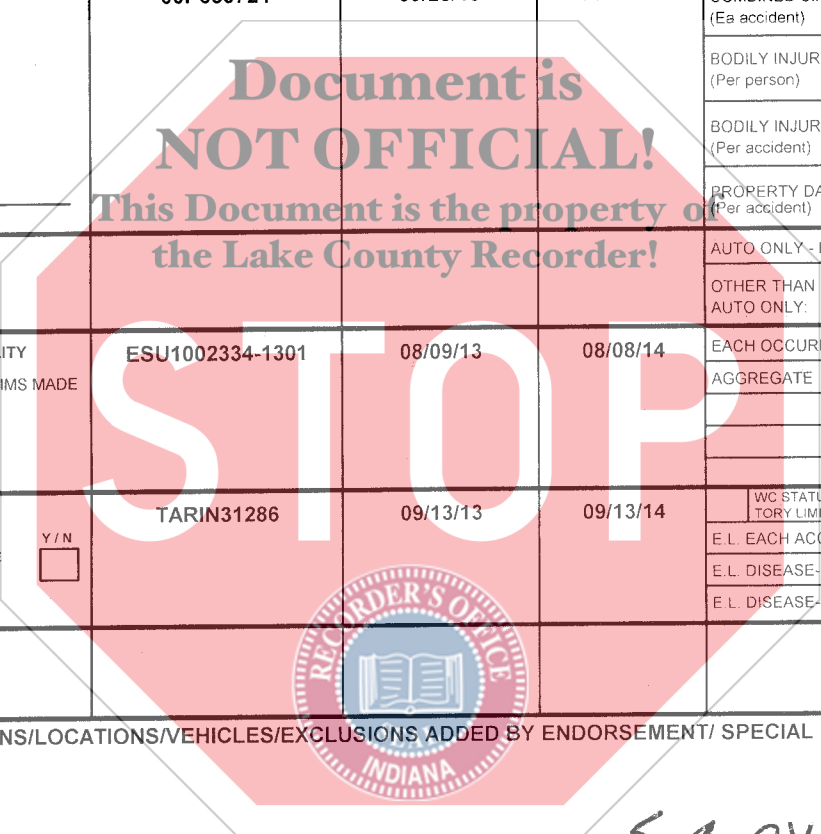 (Ea accident)
Document is
BODILY INJUR
(Per person)
NOT OFFICIAL!
BODILY INJUR
(Per accident)
This Document is the property of
PROPERTY DA
(Per accident)
the Lake County Recorder!
AUTO ONLY -
OTHER THAN
AUTO ONLY:
STOP
ITY ESU1002334-1301 08/09/13 08/08/14 EACH OCCUR
IMS MADE AGGREGATE
TARIN31286 09/13/13 09/13/14 WC STATU
TORY LIMI
Y / N E.L. EACH ACC
E.L. DISEASE-
E.L. DISEASE-
RECORDER'S OFFICE
INDIANA
NS/LOCATIONS/VEHICLES/EXCLUSIONS ADDED BY ENDORSEMENT/ SPECIAL